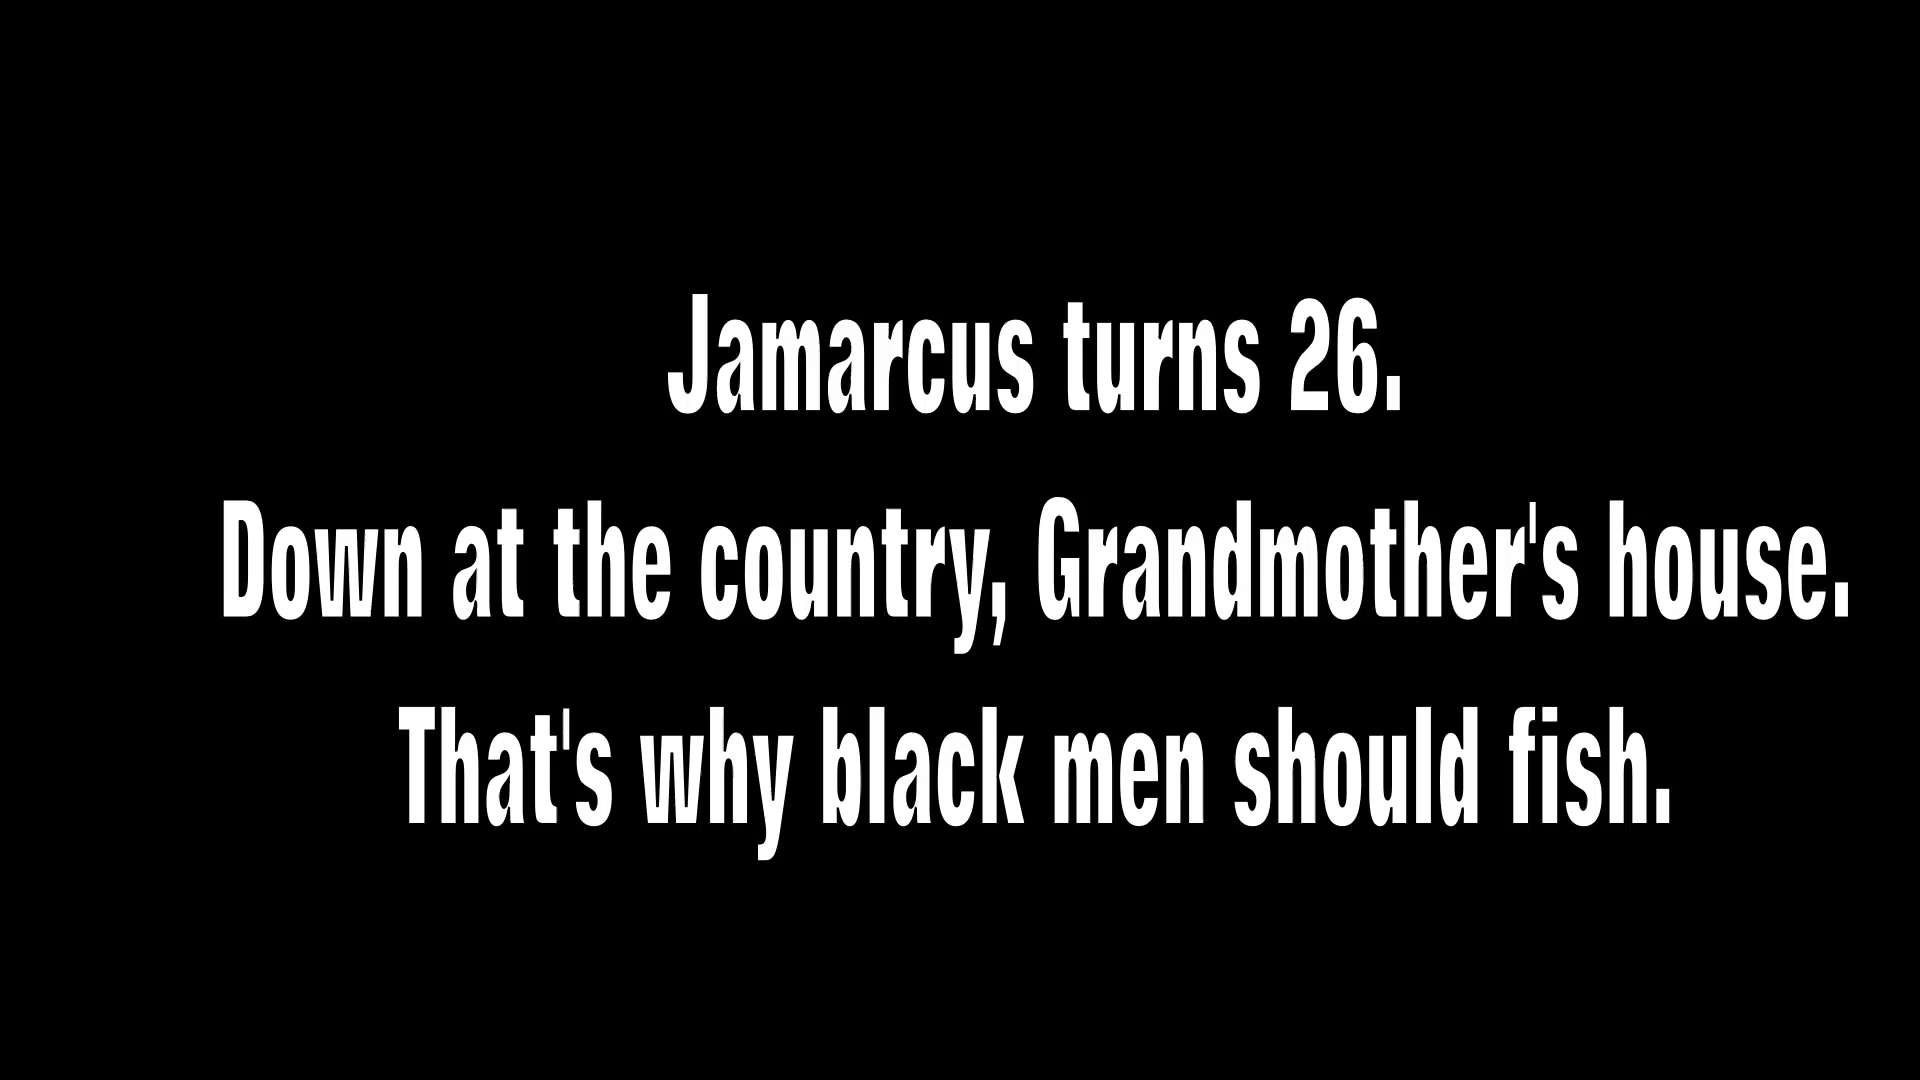 Jamarcus turns 26.
Down at the country, Grandmother's house.
That's why black men should fish.